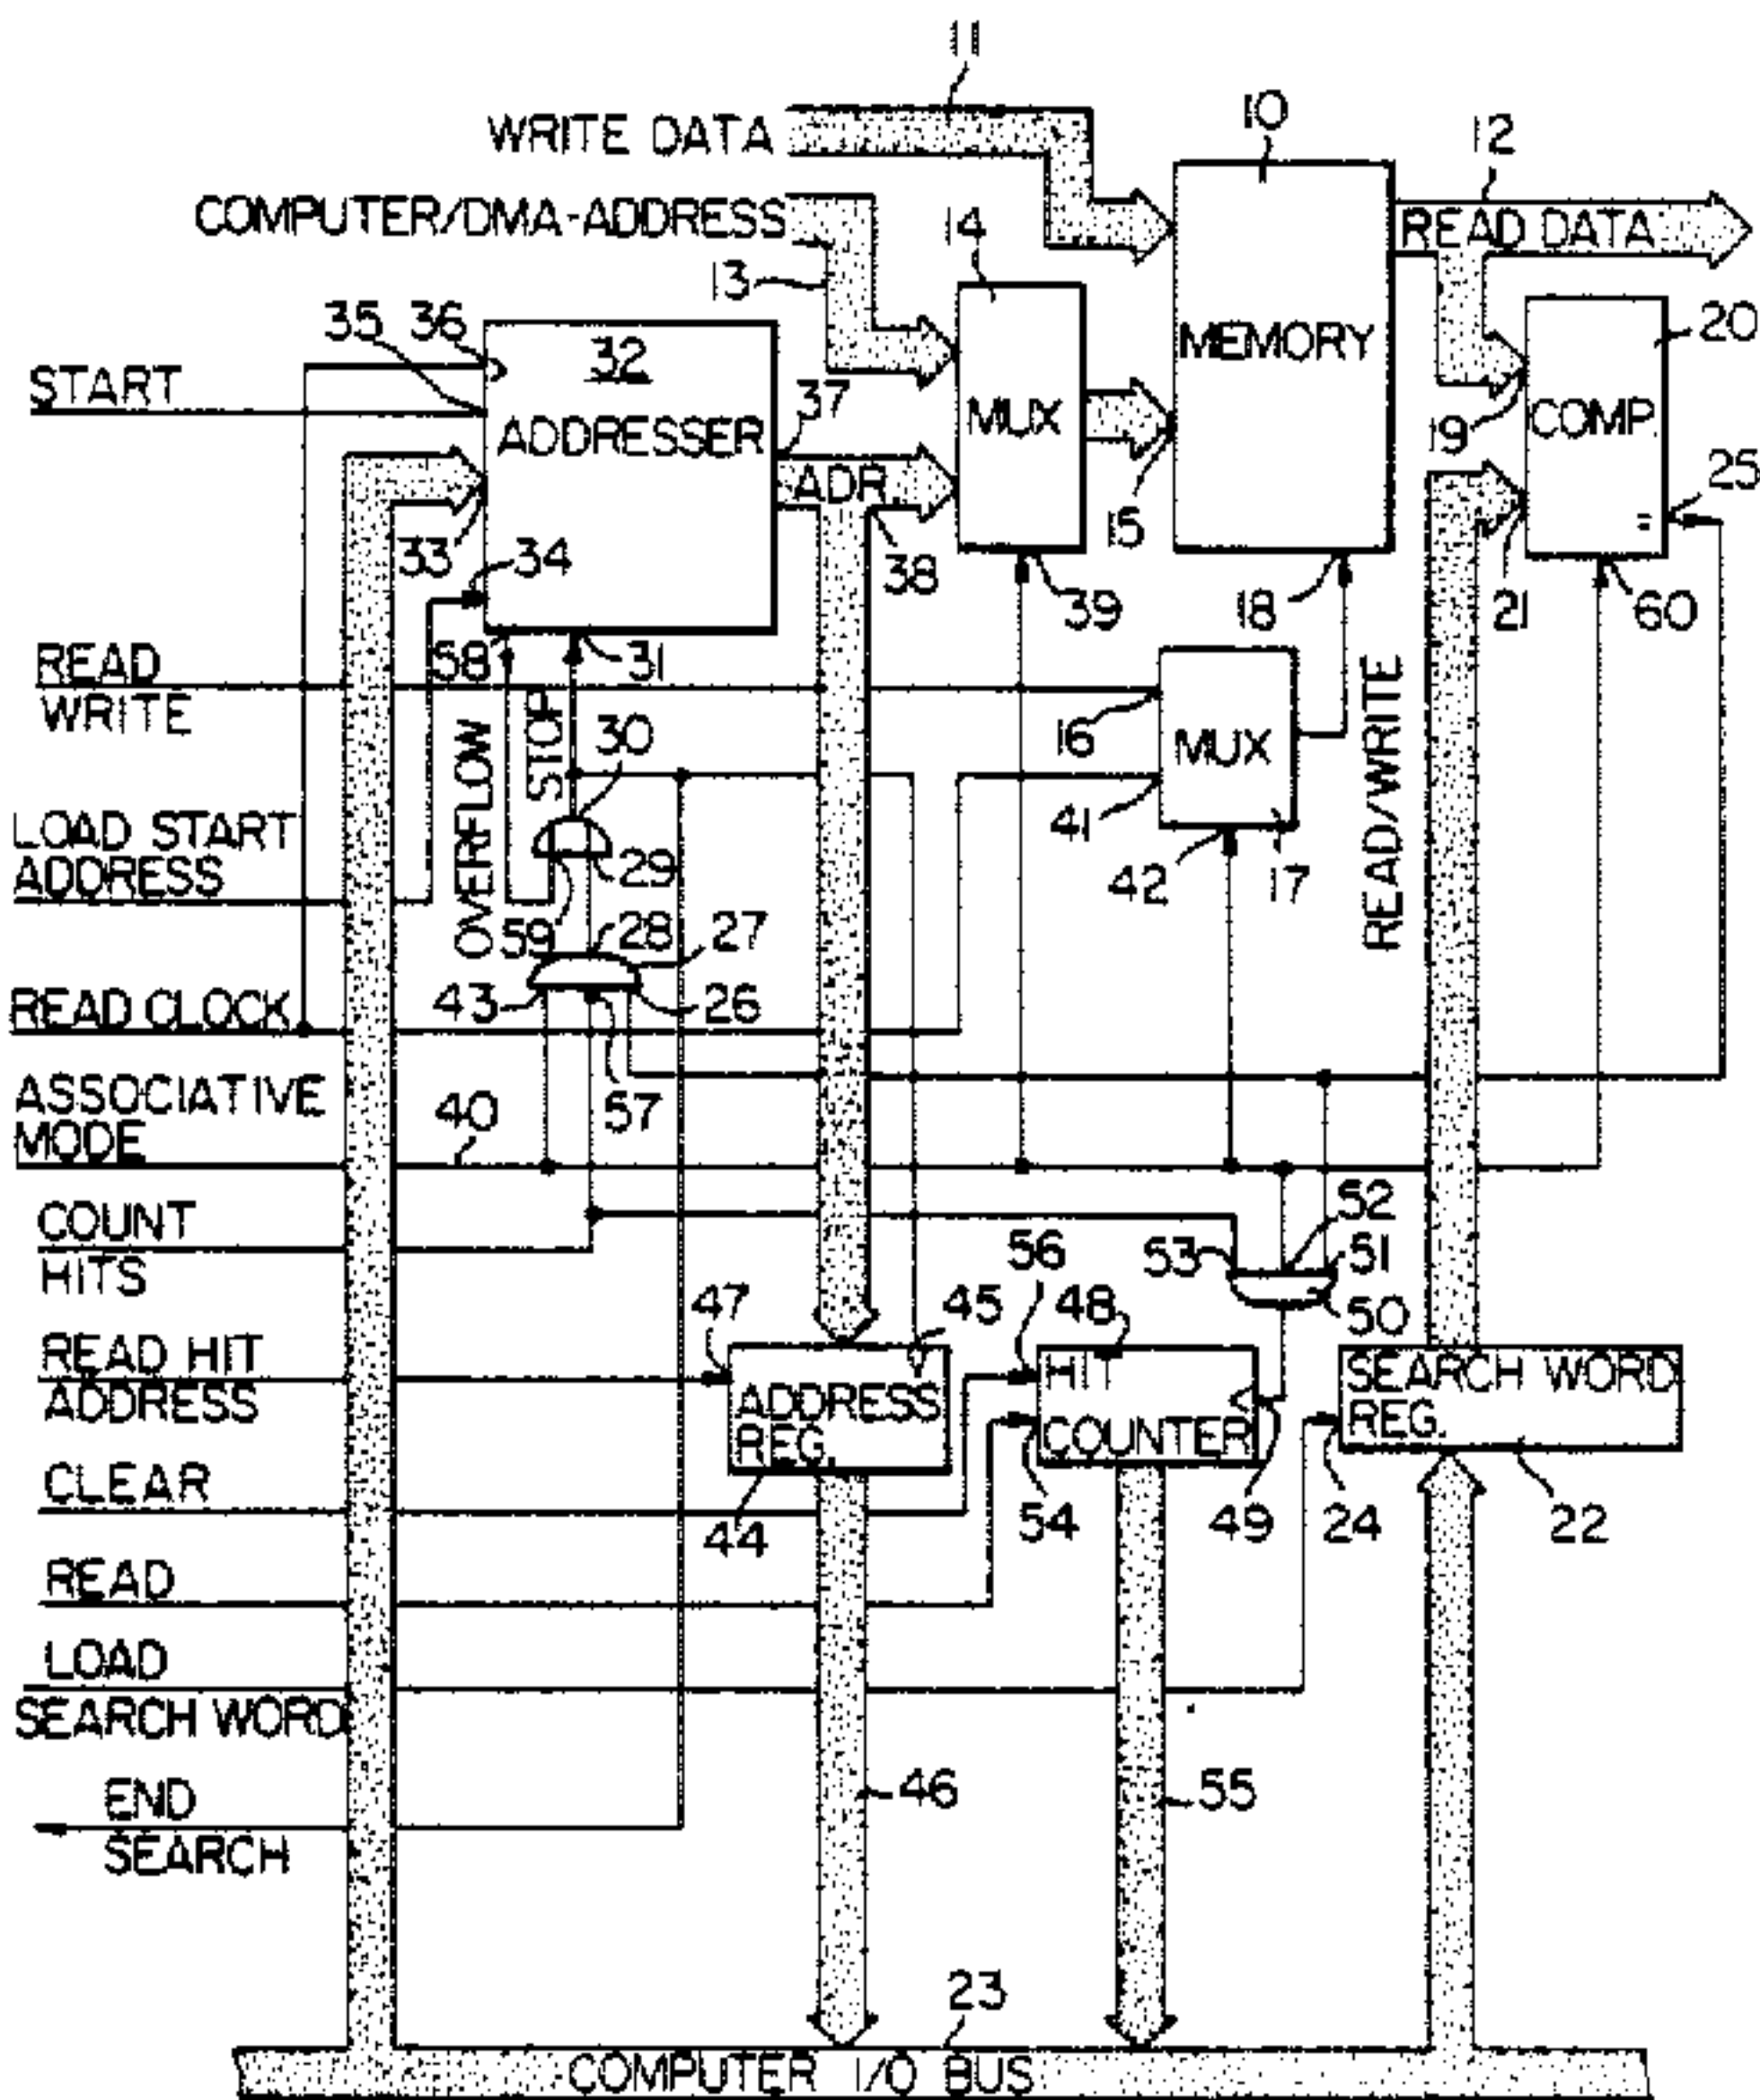 11
WRITE DATA
10
12
COMPUTER/DMA-ADDRESS
READ DATA
14
13
20
35
36
32
MEMORY
START
37
MUX
COMP.
ADDRESSER
19
25
ADR
=
33
34
38
15
39
18
21
60
58
31
READ
WRITE
16
MUX
READ/WRITE
OVERFLOW
STOP
30
41
LOAD START
ADDRESS
29
42
17
59
28
27
43
26
READ CLOCK
ASSOCIATIVE
MODE
40
57
COUNT
HITS
52
53
51
56
50
47
45
48
READ HIT
ADDRESS
HIT
COUNTER
SEARCH WORD
REG.
ADDRESS
REG.
CLEAR
44
54
49
24
22
READ
LOAD
SEARCH WORD
END
SEARCH
46
55
23
COMPUTER I/O BUS